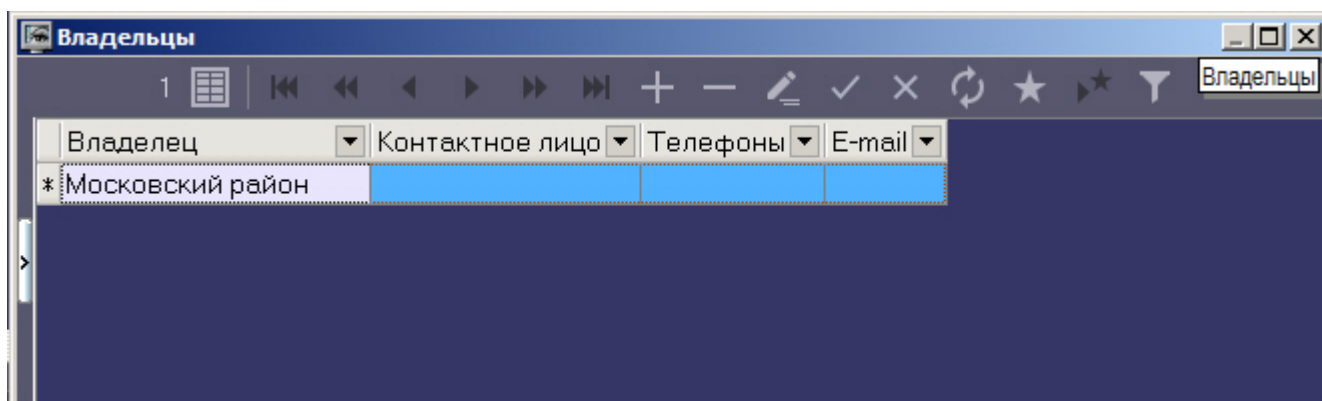 Владельцы
1
Владельцы
Владелец Контактное лицо Телефоны E-mail
* Московский район